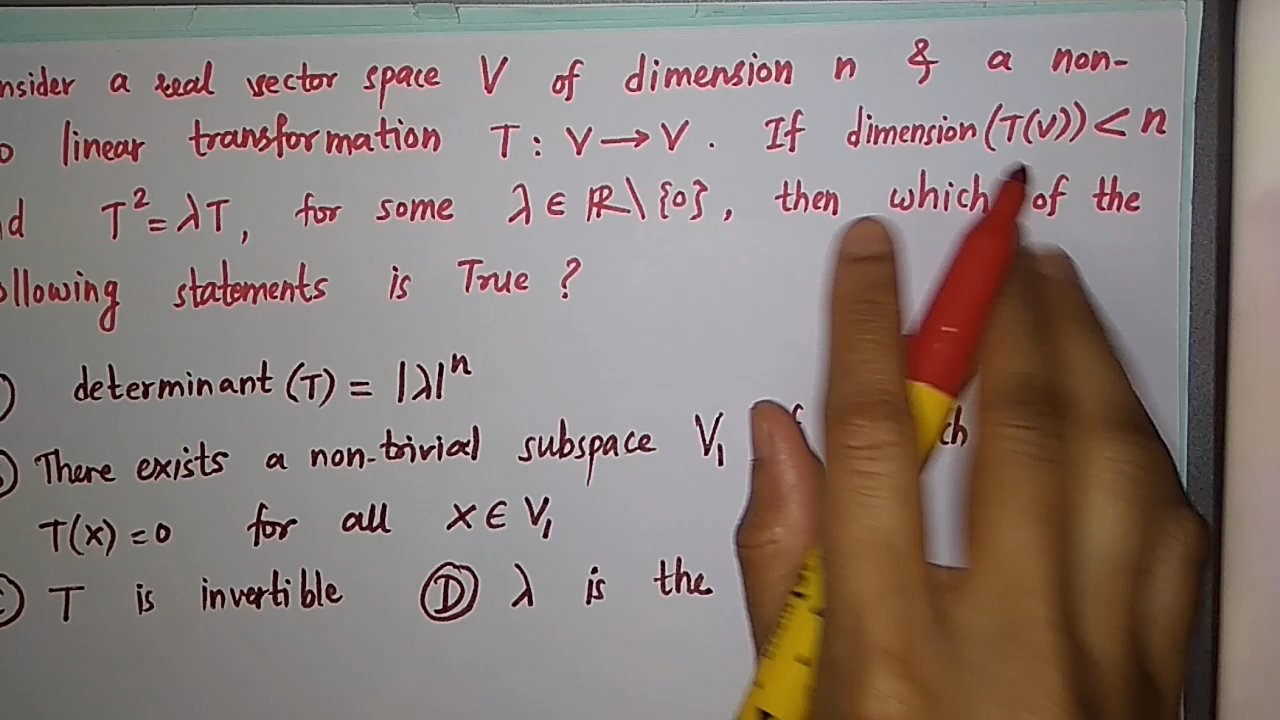 nsider a real vector space V of dimension n & a non-
o linear transformation T : V → V . If dimension (T(V)) < n
d T² = λT, for some λ ∈ ℝ \ {0}, then which of the
ollowing statements is True ?
) determinant (T) = |λ|ⁿ
) There exists a non-trivial subspace V₁
T(x) = 0 for all x ∈ V₁
) T is invertible Ⓓ λ is the